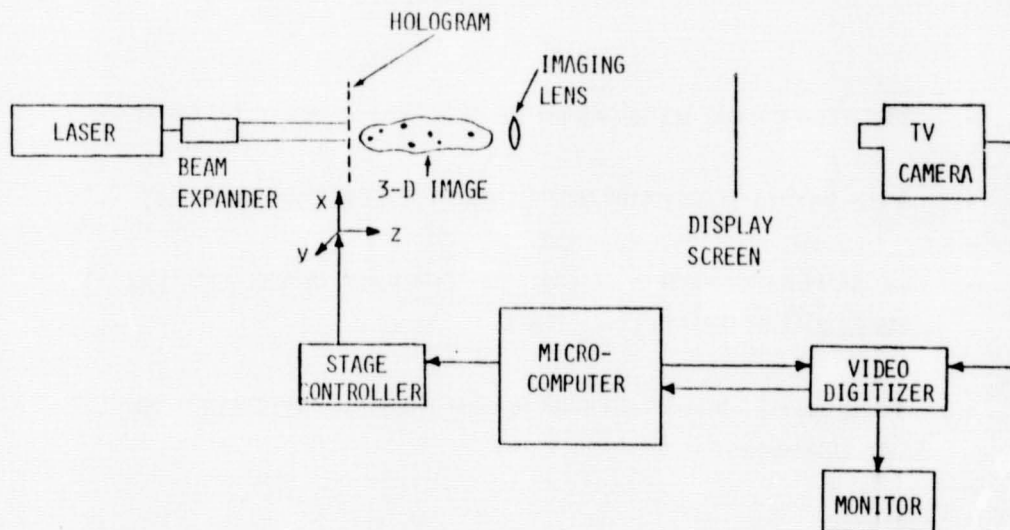 HOLOGRAM
IMAGING
LENS
LASER
TV
CAMERA
BEAM
EXPANDER
3-D IMAGE
X
Z
Y
DISPLAY
SCREEN
STAGE
CONTROLLER
MICRO-
COMPUTER
VIDEO
DIGITIZER
MONITOR